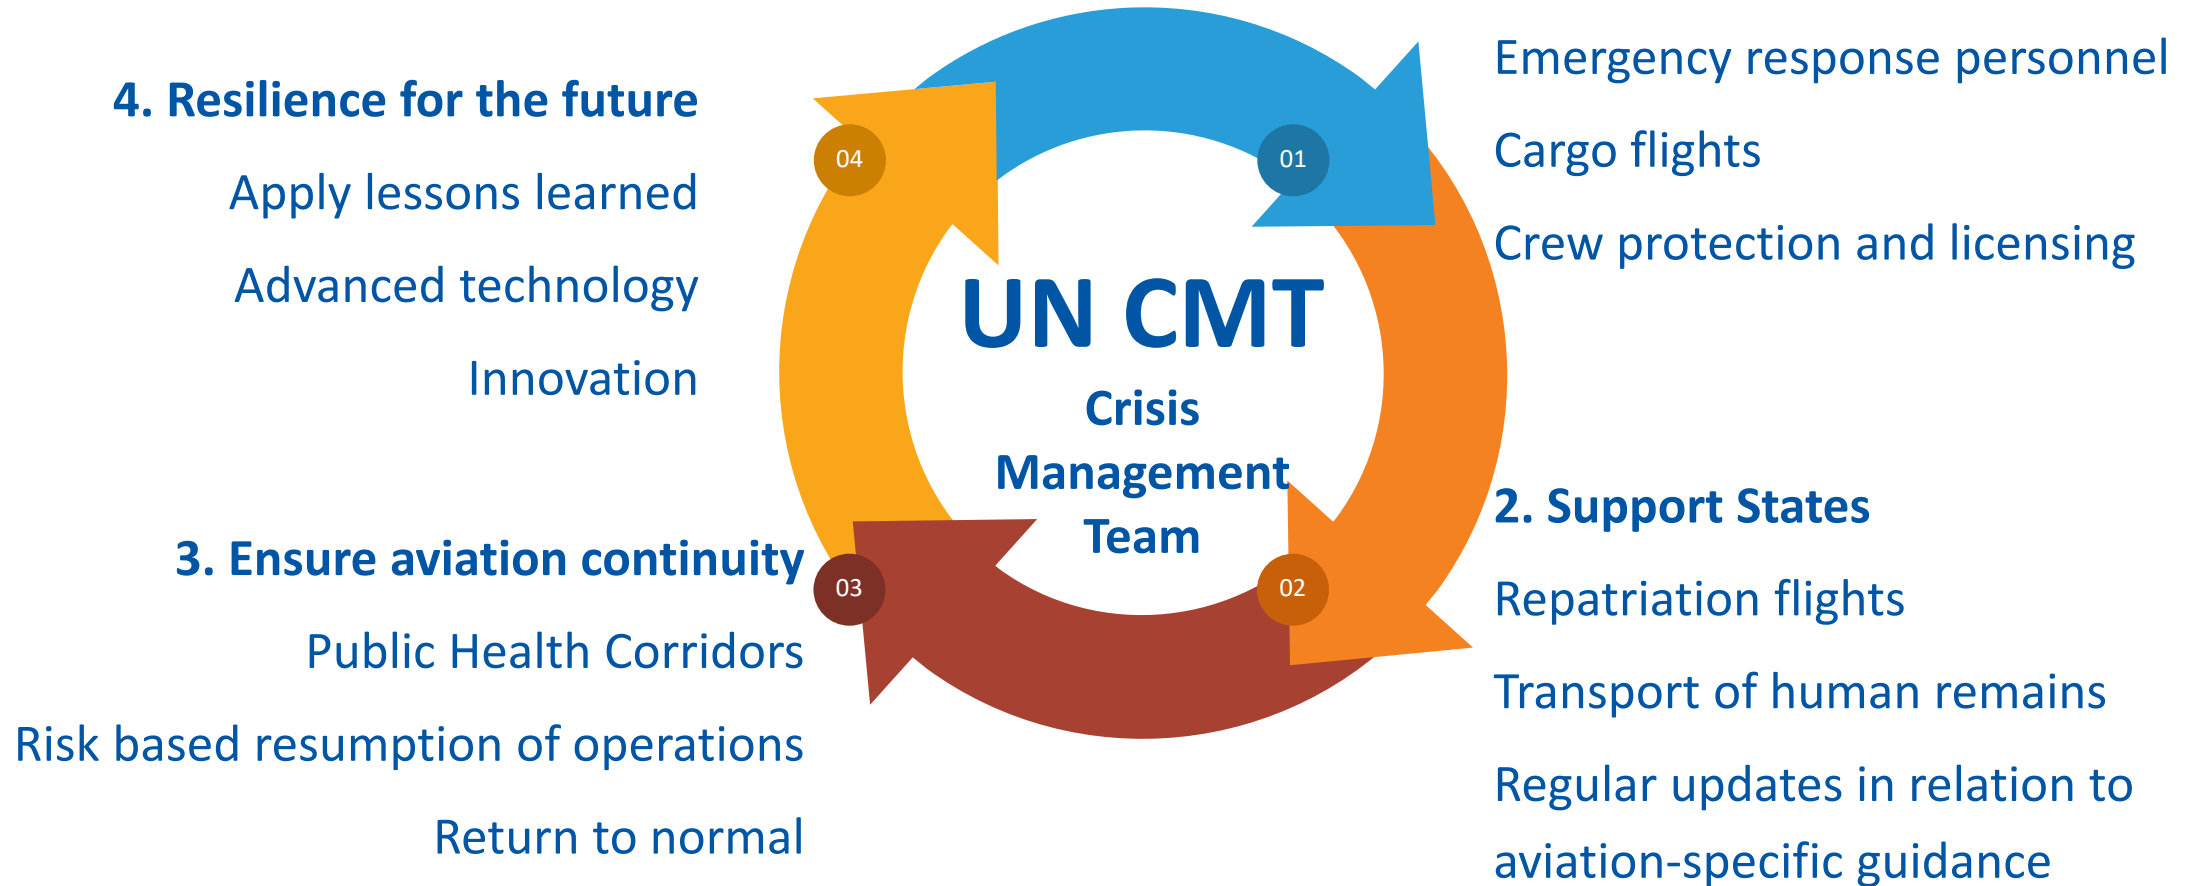 Emergency response personnel
Cargo flights
Crew protection and licensing
01
2. Support States
Repatriation flights
Transport of human remains
Regular updates in relation to
aviation-specific guidance
02
3. Ensure aviation continuity
Public Health Corridors
Risk based resumption of operations
Return to normal
03
4. Resilience for the future
Apply lessons learned
Advanced technology
Innovation
04
UN CMT
Crisis
Management
Team